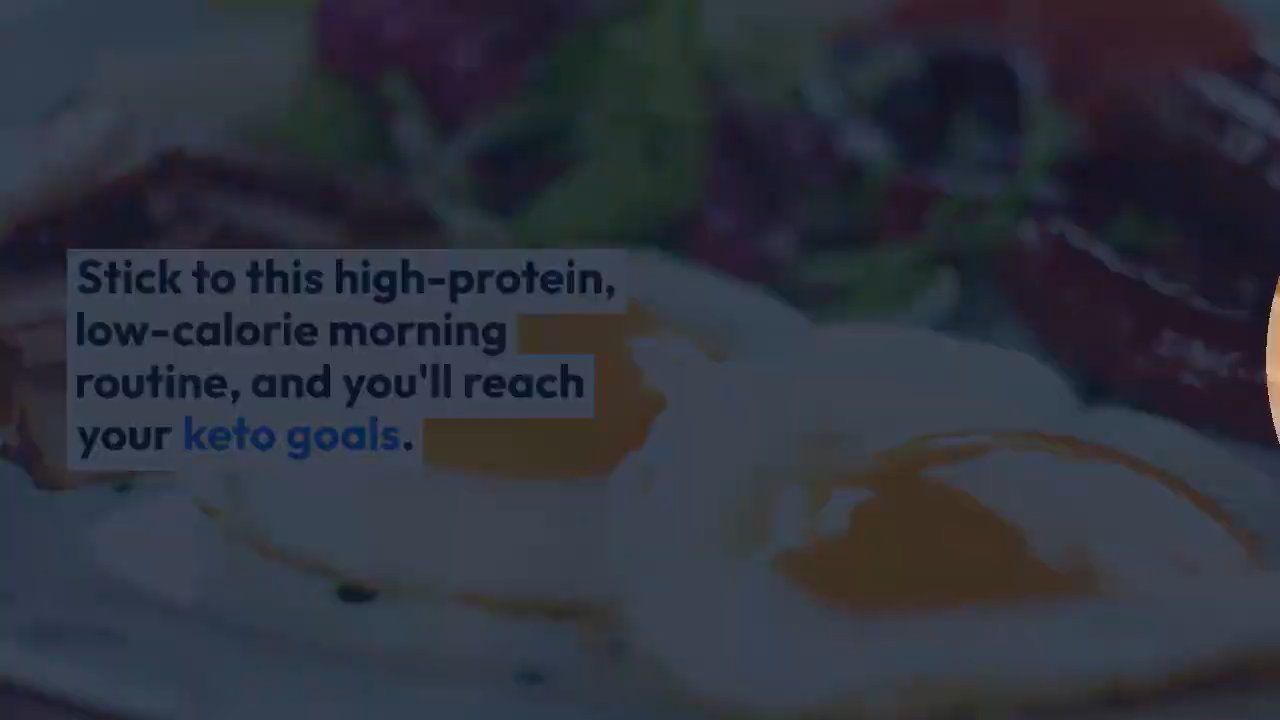 Stick to this high-protein,
low-calorie morning
routine, and you'll reach
your keto goals.